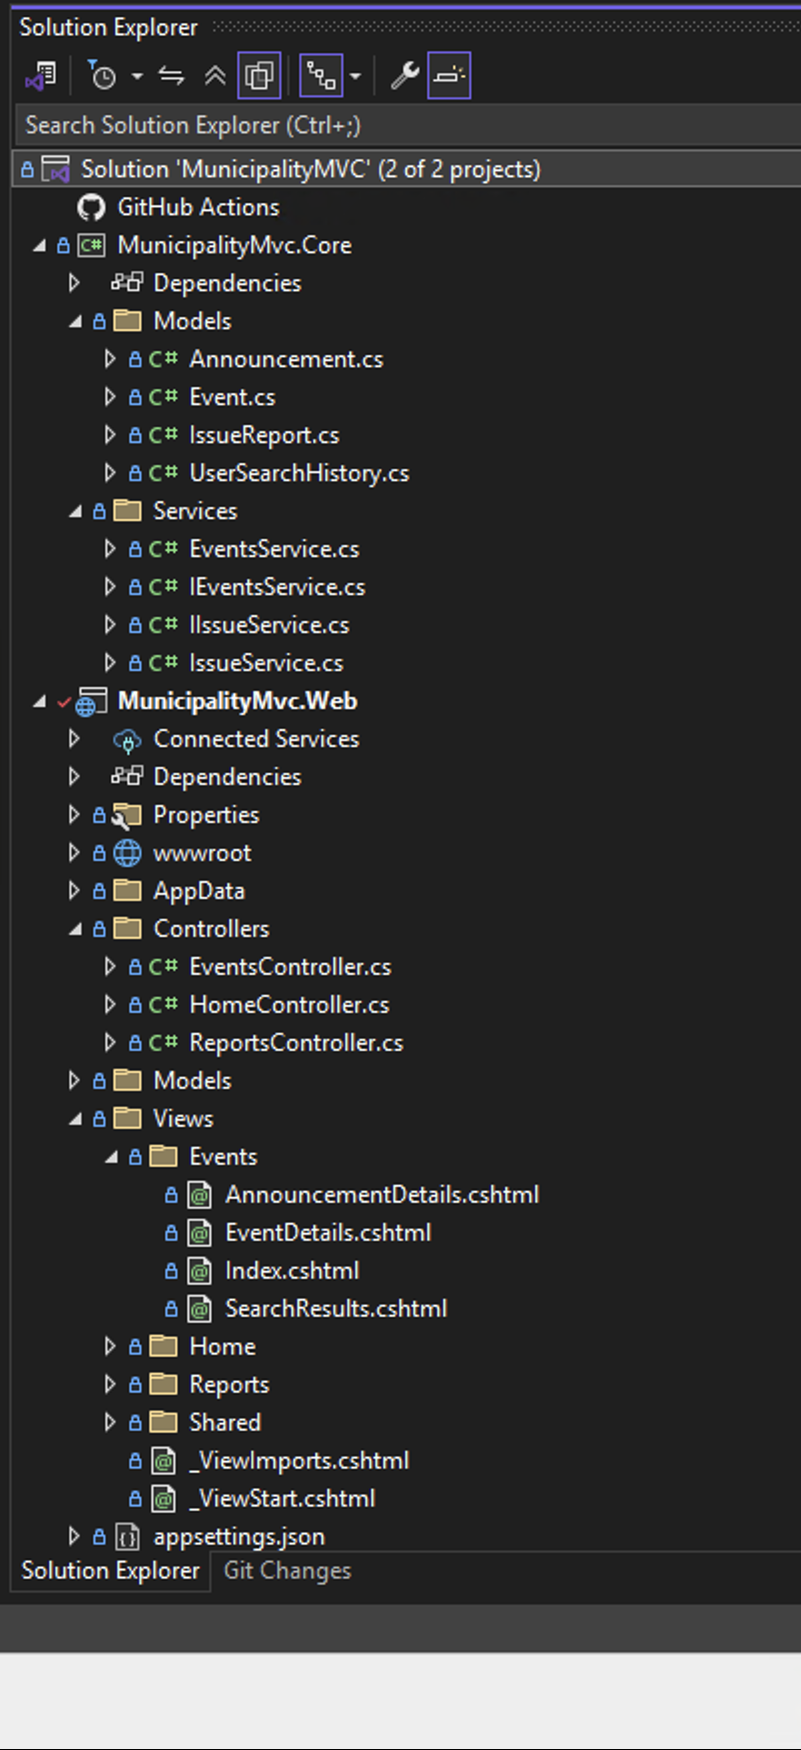 Solution Explorer
Search Solution Explorer (Ctrl+;)
Solution 'MunicipalityMVC' (2 of 2 projects)
GitHub Actions
C# MunicipalityMvc.Core
Dependencies
Models
C# Announcement.cs
C# Event.cs
C# IssueReport.cs
C# UserSearchHistory.cs
Services
C# EventsService.cs
C# IEventsService.cs
C# IIssueService.cs
C# IssueService.cs
MunicipalityMvc.Web
Connected Services
Dependencies
Properties
wwwroot
AppData
Controllers
C# EventsController.cs
C# HomeController.cs
C# ReportsController.cs
Models
Views
Events
@ AnnouncementDetails.cshtml
@ EventDetails.cshtml
@ Index.cshtml
@ SearchResults.cshtml
Home
Reports
Shared
@ _ViewImports.cshtml
@ _ViewStart.cshtml
{} appsettings.json
Solution Explorer Git Changes